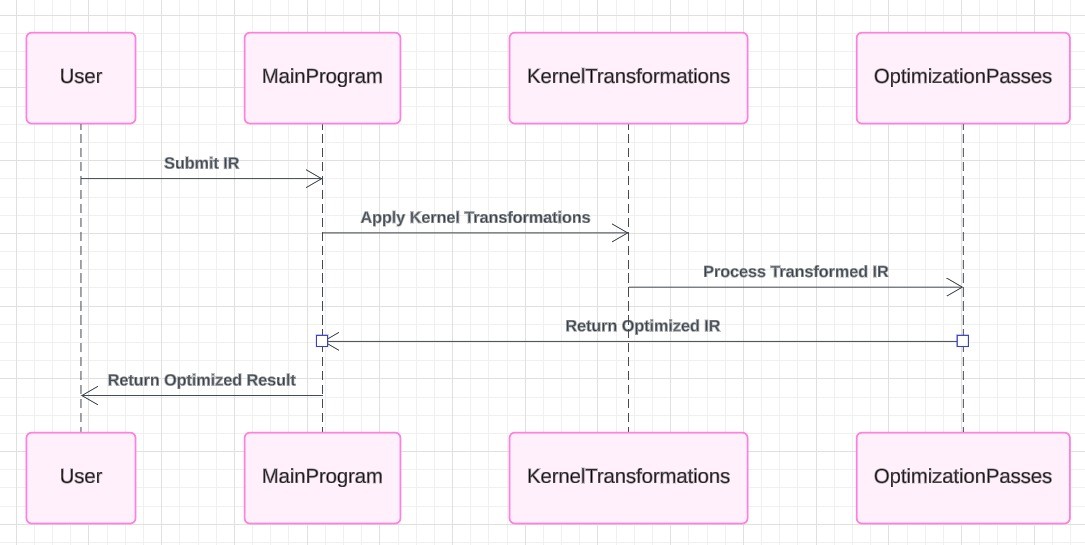 User
MainProgram
KernelTransformations
OptimizationPasses
Submit IR
Apply Kernel Transformations
Process Transformed IR
Return Optimized IR
Return Optimized Result
User
MainProgram
KernelTransformations
OptimizationPasses